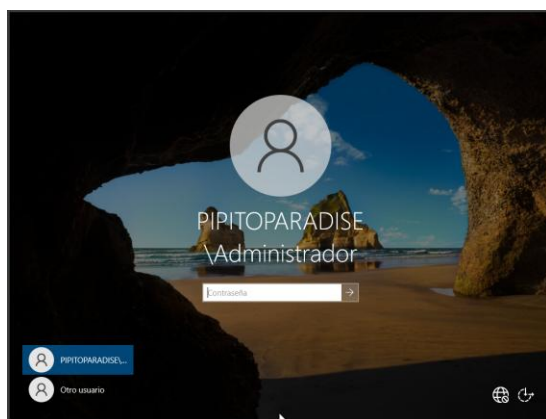 PIPITOPARADISE
\Administrador
Contraseña
PIPITOPARADISE\...
Otro usuario